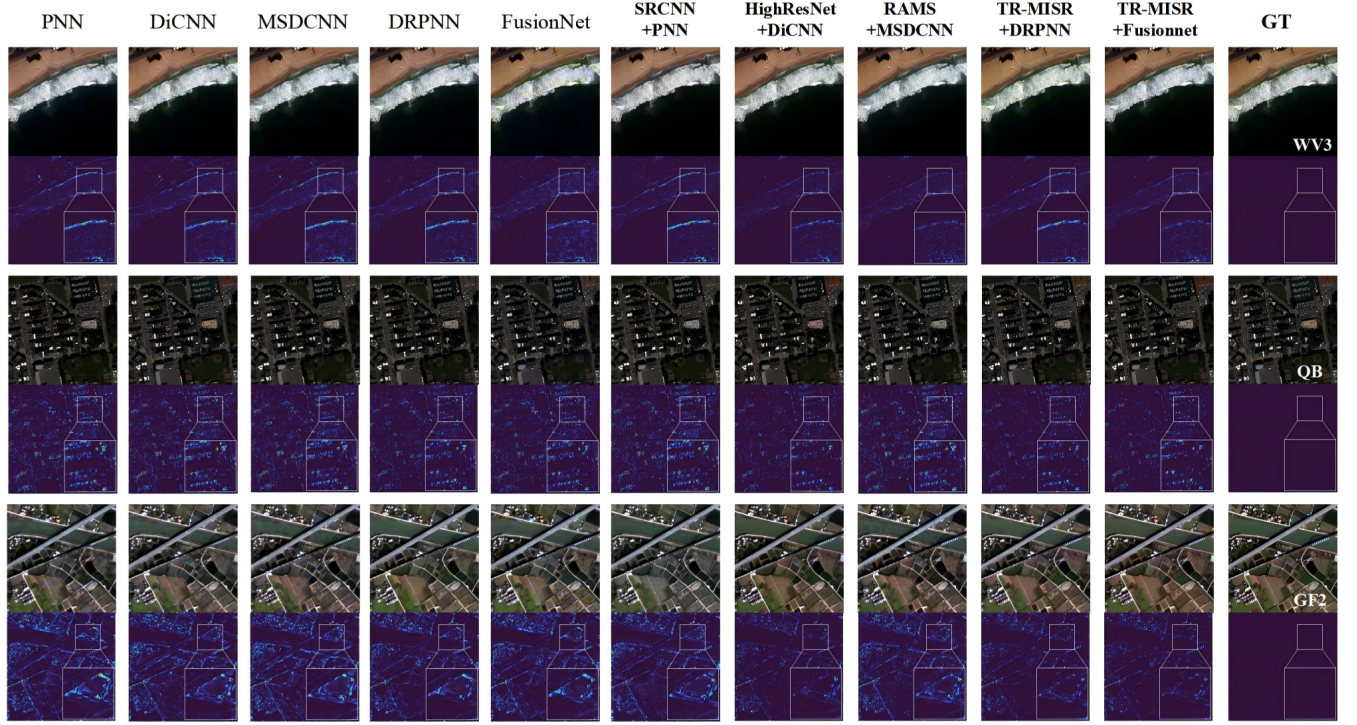 PNN
DiCNN
MSDCNN
DRPNN
FusionNet
SRCNN
+PNN
HighResNet
+DiCNN
RAMS
+MSDCNN
TR-MISR
+DRPNN
TR-MISR
+Fusionnet
GT
WV3
QB
GF2